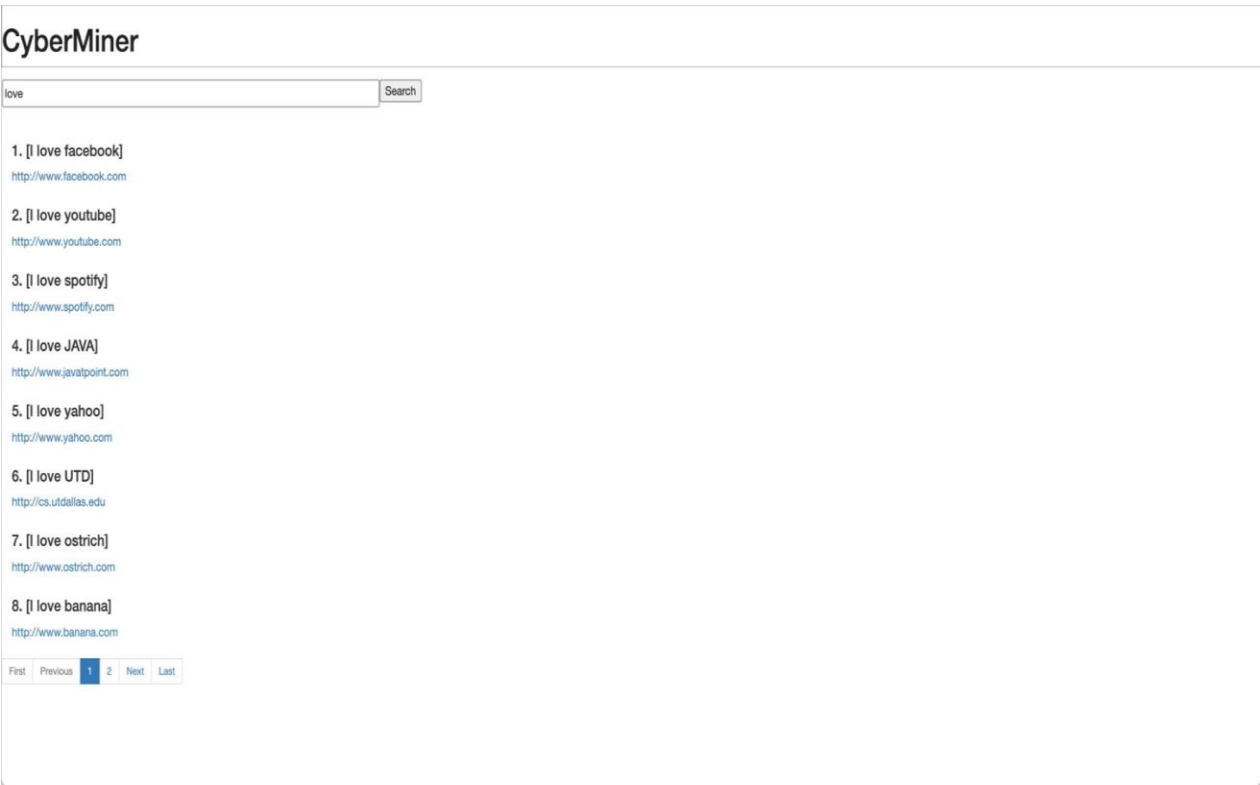 CyberMiner
love Search
1. [I love facebook]
http://www.facebook.com
2. [I love youtube]
http://www.youtube.com
3. [I love spotify]
http://www.spotify.com
4. [I love JAVA]
http://www.javatpoint.com
5. [I love yahoo]
http://www.yahoo.com
6. [I love UTD]
http://cs.utdallas.edu
7. [I love ostrich]
http://www.ostrich.com
8. [I love banana]
http://www.banana.com
First Previous 1 2 Next Last